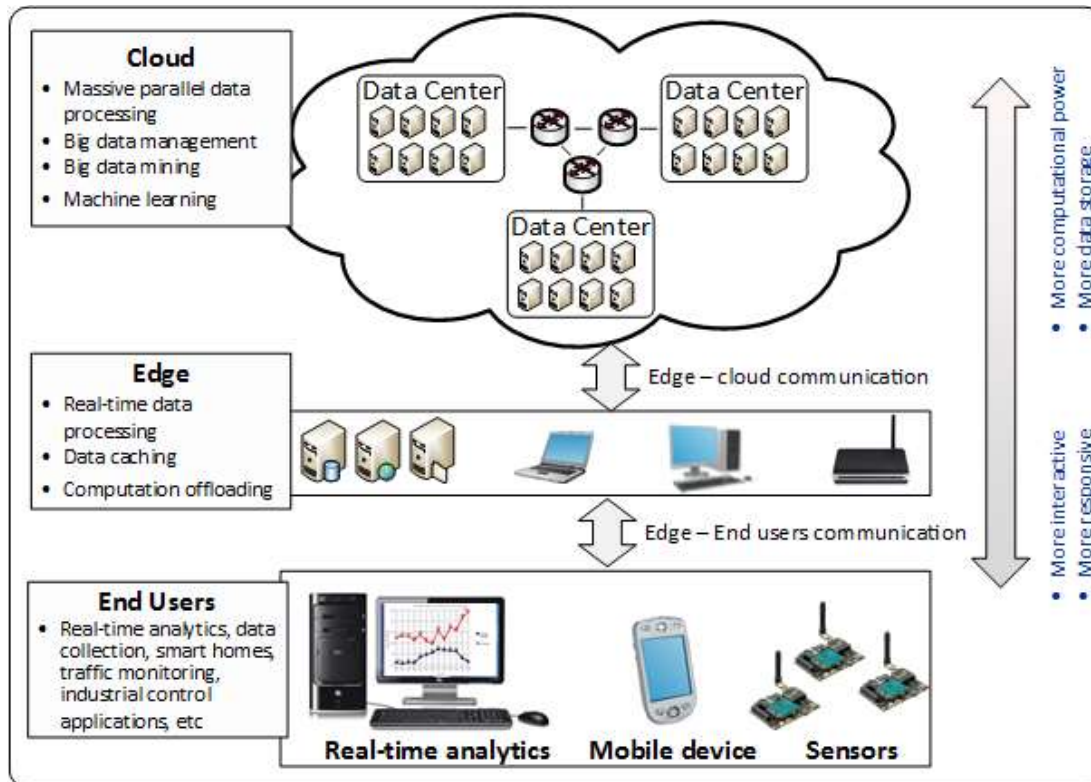 Cloud
• Massive parallel data
processing
• Big data management
• Big data mining
• Machine learning
Data Center
Data Center
Data Center
• More computational power
• More data storage
Edge – cloud communication
Edge
• Real-time data
processing
• Data caching
• Computation offloading
Edge – End users communication
• More interactive
• More responsive
End Users
• Real-time analytics, data
collection, smart homes,
traffic monitoring,
industrial control
applications, etc
Real-time analytics
Mobile device
Sensors